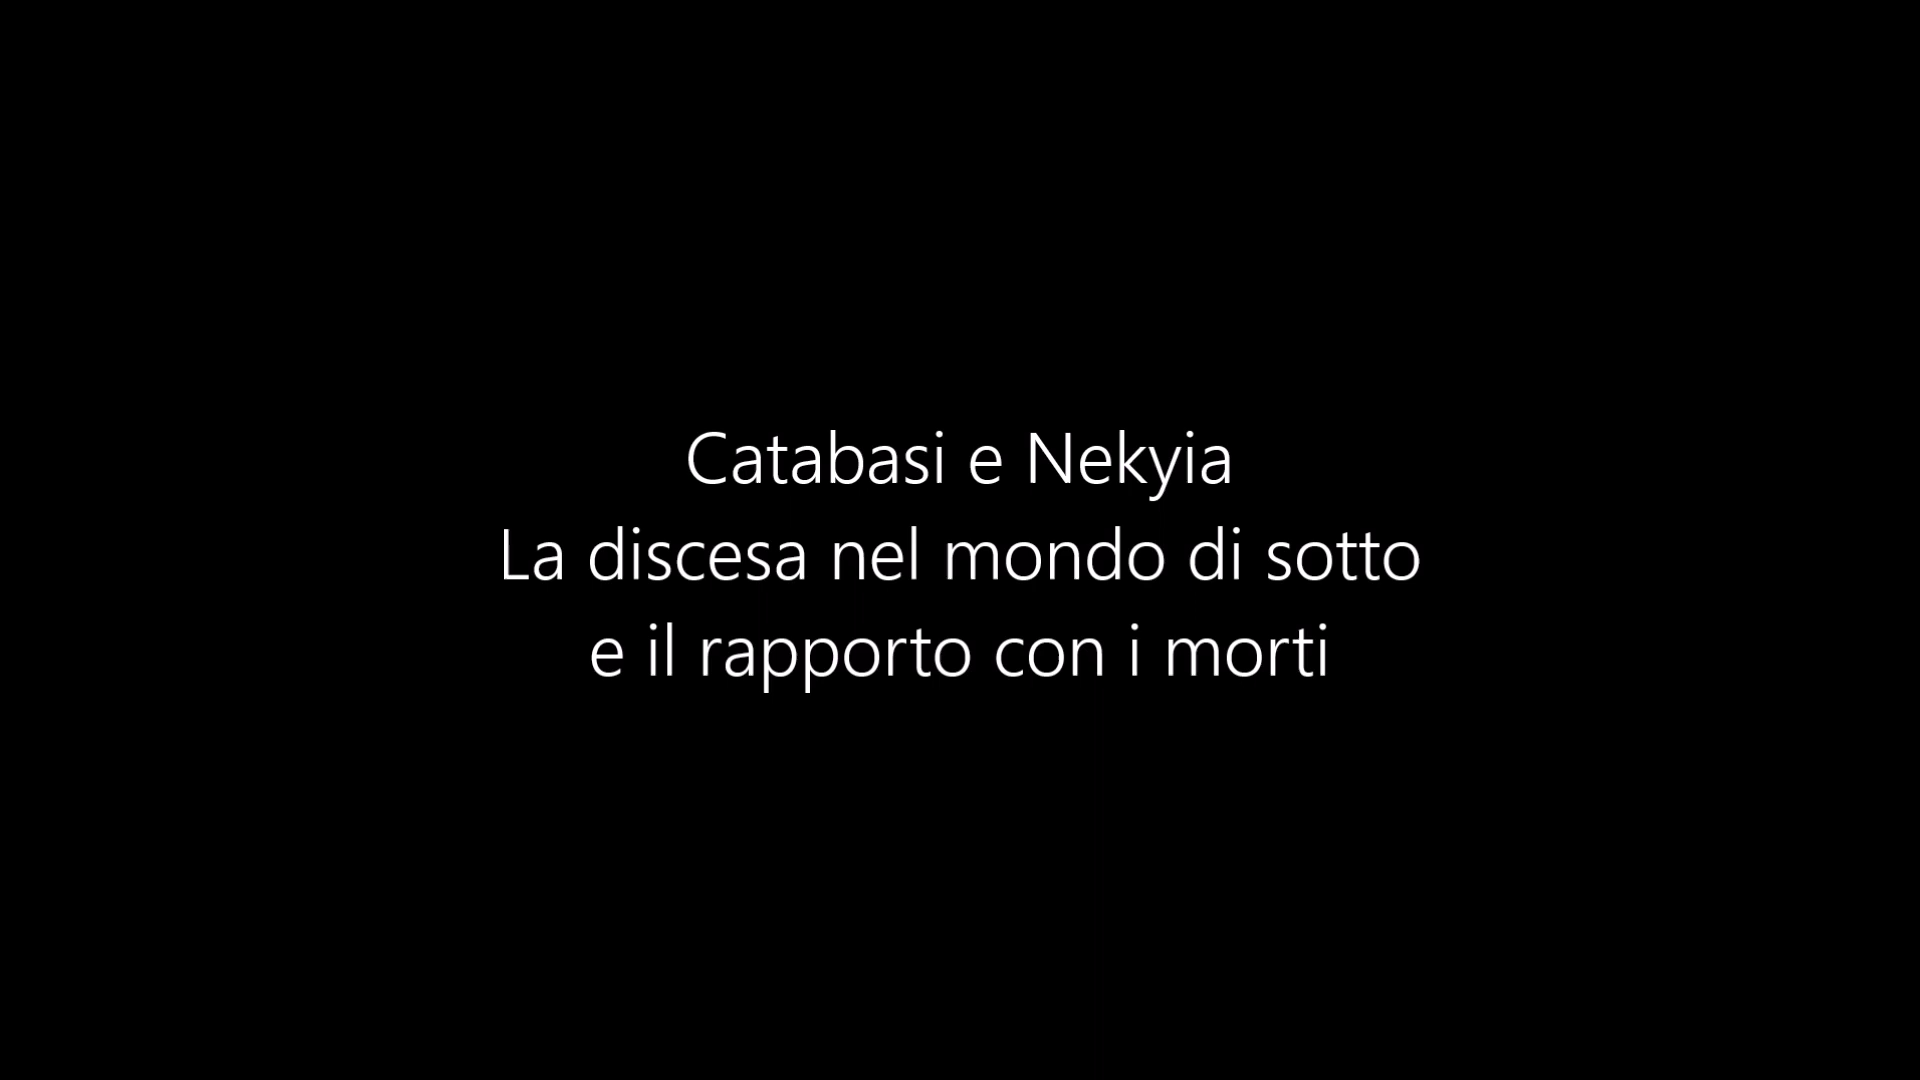 Catabasi e Nekyia
La discesa nel mondo di sotto
e il rapporto con i morti